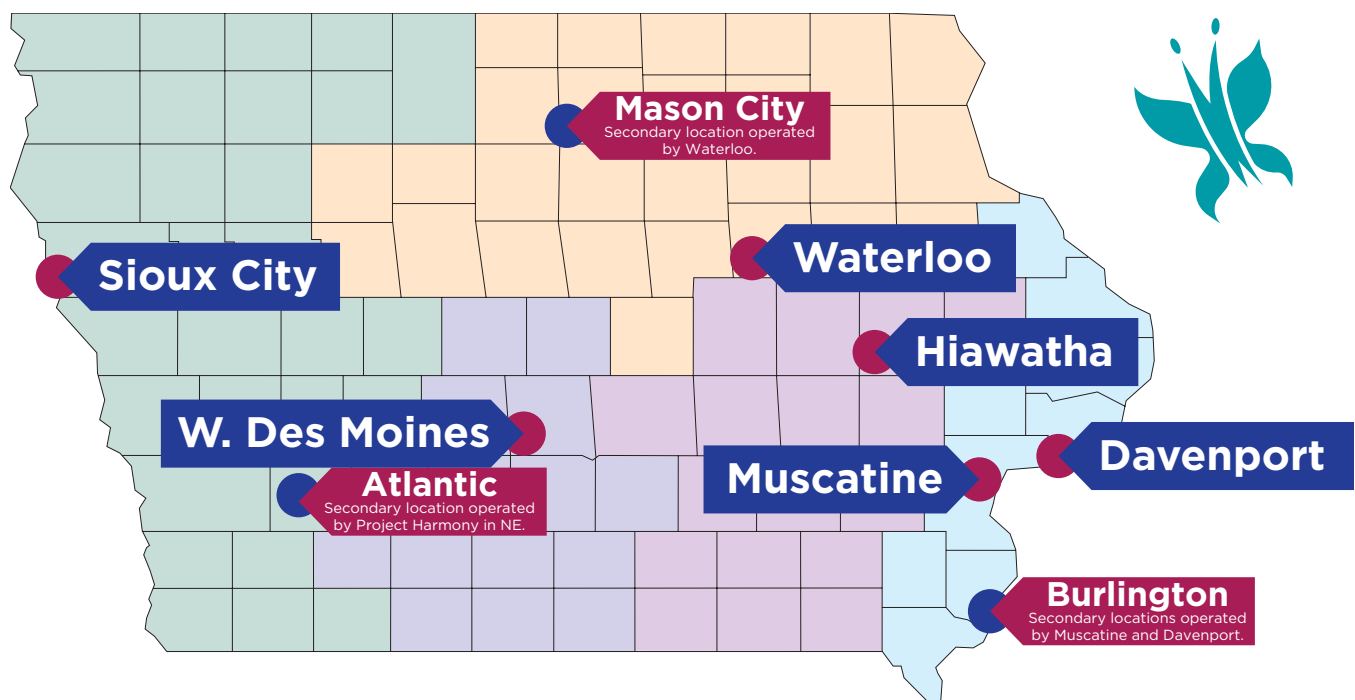 Mason City
Secondary location operated
by Waterloo.
Waterloo
Sioux City
Hiawatha
W. Des Moines
Davenport
Muscatine
Atlantic
Secondary location operated
by Project Harmony in NE.
Burlington
Secondary locations operated
by Muscatine and Davenport.